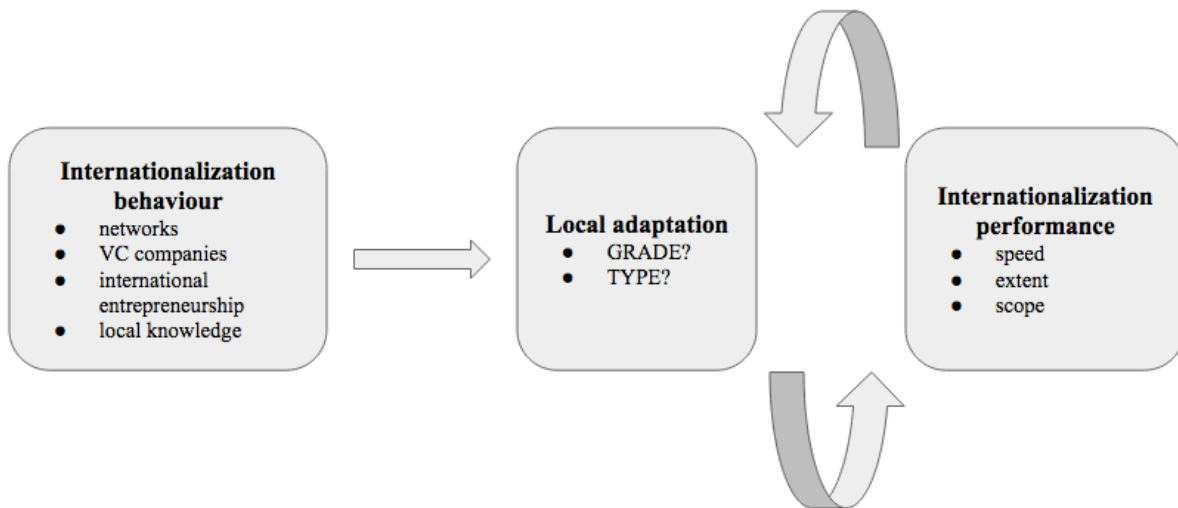 Internationalization
behaviour
● networks
● VC companies
● international
entrepreneurship
● local knowledge
Local adaptation
● GRADE?
● TYPE?
Internationalization
performance
● speed
● extent
● scope